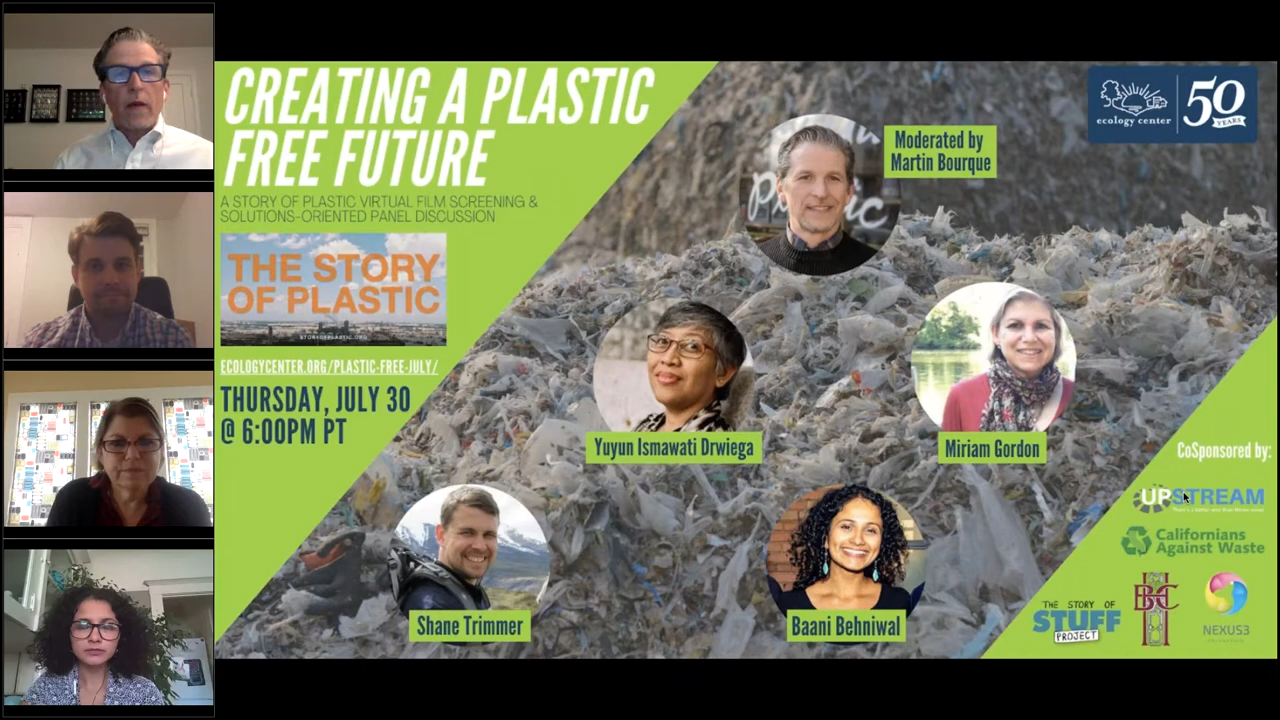 CREATING A PLASTIC
FREE FUTURE
A STORY OF PLASTIC VIRTUAL FILM SCREENING &
SOLUTIONS-ORIENTED PANEL DISCUSSION
THE STORY
OF PLASTIC
STORYOFPLASTIC.ORG
ECOLOGYCENTER.ORG/PLASTIC-FREE-JULY/
THURSDAY, JULY 30
@ 6:00PM PT
ecology center
50
YEARS
Moderated by
Martin Bourque
Yuyun Ismawati Drwiega
Miriam Gordon
Shane Trimmer
Baani Behniwal
CoSponsored by:
UPSTREAM
Californians
Against Waste
THE STORY OF
STUFF
PROJECT
BHC
NEXUS3